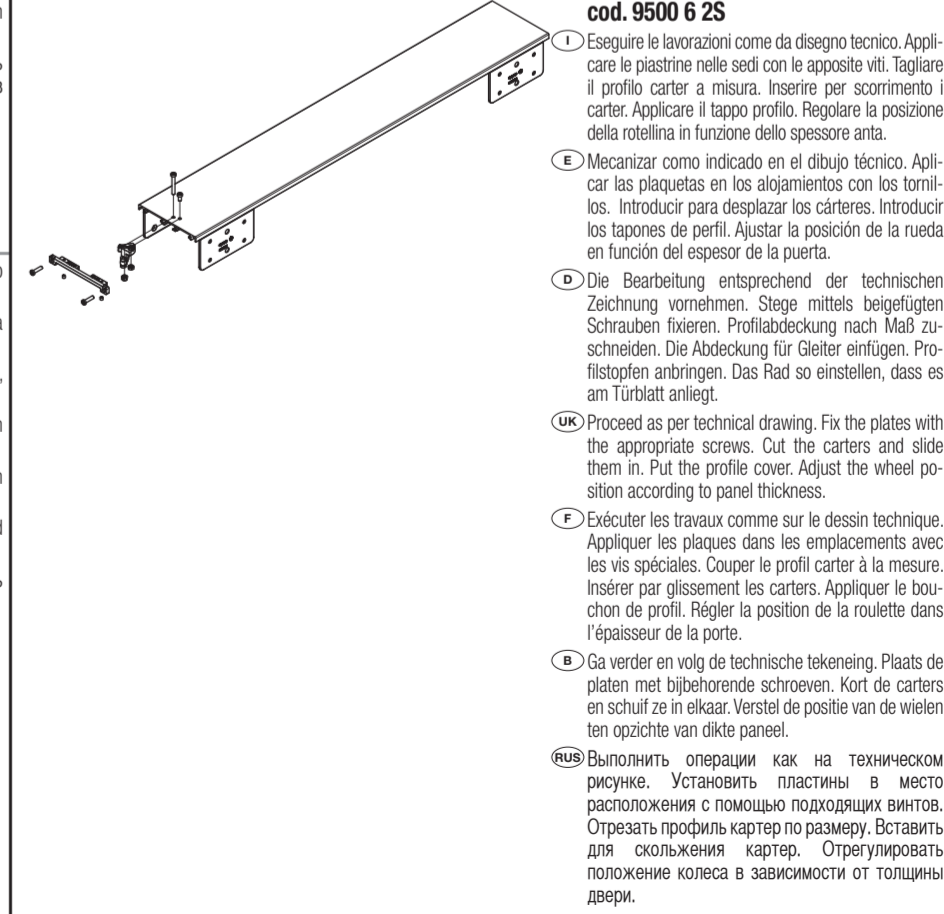 cod. 9500 6 2S
I Eseguire le lavorazioni come da disegno tecnico. Appli-
care le piastrine nelle sedi con le apposite viti. Tagliare
il profilo carter a misura. Inserire per scorrimento i
carter. Applicare il tappo profilo. Regolare la posizione
della rotellina in funzione dello spessore anta.
E Mecanizar como indicado en el dibujo técnico. Apli-
car las plaquetas en los alojamientos con los tornil-
los. Introducir para desplazar los cárteres. Introducir
los tapones de perfil. Ajustar la posición de la rueda
en función del espesor de la puerta.
D Die Bearbeitung entsprechend der technischen
Zeichnung vornehmen. Stege mittels beigefügten
Schrauben fixieren. Profilabdeckung nach Maß zu-
schneiden. Die Abdeckung für Gleiter einfügen. Pro-
filstopfen anbringen. Das Rad so einstellen, dass es
am Türblatt anliegt.
UK Proceed as per technical drawing. Fix the plates with
the appropriate screws. Cut the carters and slide
them in. Put the profile cover. Adjust the wheel po-
sition according to panel thickness.
F Exécuter les travaux comme sur le dessin technique.
Appliquer les plaques dans les emplacements avec
les vis spéciales. Couper le profil carter à la mesure.
Insérer par glissement les carters. Appliquer le bou-
chon de profil. Régler la position de la roulette dans
l'épaisseur de la porte.
B Ga verder en volg de technische tekeneing. Plaats de
platen met bijbehorende schroeven. Kort de carters
en schuif ze in elkaar. Verstel de positie van de wielen
ten opzichte van dikte paneel.
RUS Выполнить операции как на техническом
рисунке. Установить пластины в место
расположения с помощью подходящих винтов.
Отрезать профиль картер по размеру. Вставить
для скольжения картер. Отрегулировать
положение колеса в зависимости от толщины
двери.